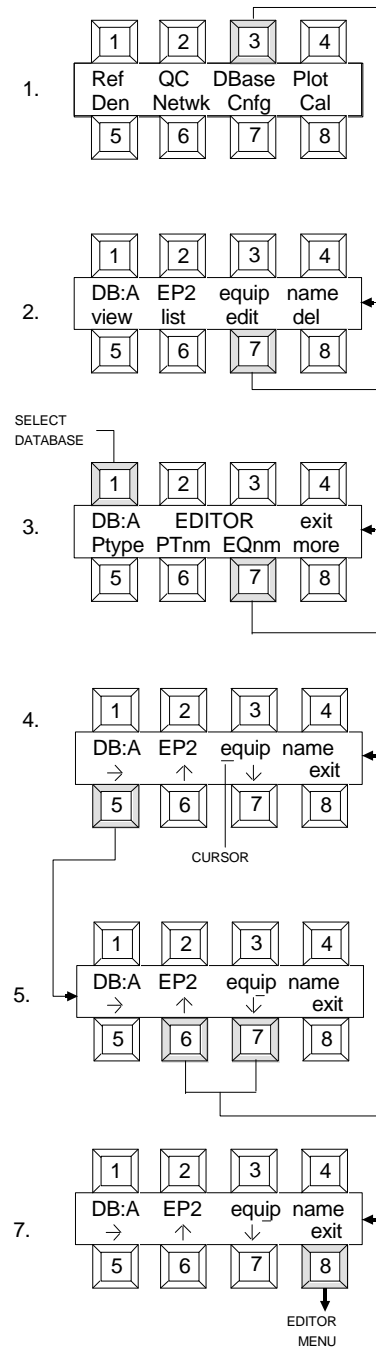 1 2 3 4
1.
Ref QC DBase Plot
Den Netwk Cnfg Cal
5 6 7 8
1 2 3 4
2.
DB:A EP2 equip name
view list edit del
5 6 7 8
SELECT
DATABASE
1 2 3 4
3.
DB:A EDITOR exit
Ptype PTnm EQnm more
5 6 7 8
4.
1 2 3 4
DB:A EP2 equip name
→ ↑ ↓ exit
5 6 7 8
CURSOR
1 2 3 4
5.
DB:A EP2 equip name
→ ↑ ↓ exit
5 6 7 8
1 2 3 4
7.
DB:A EP2 equip name
→ ↑ ↓ exit
5 6 7 8
EDITOR
MENU